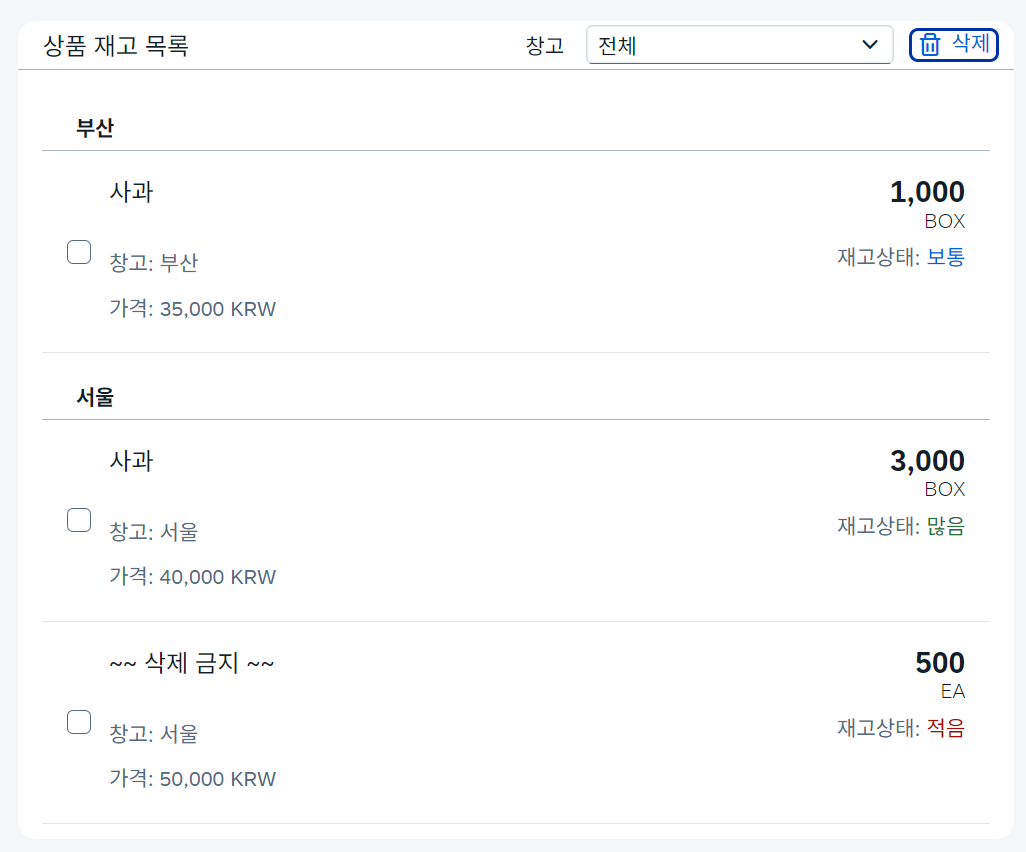 상품 재고 목록 창고 전체 삭제
부산
사과 1,000
BOX
창고: 부산 재고상태: 보통
가격: 35,000 KRW
서울
사과 3,000
BOX
창고: 서울 재고상태: 많음
가격: 40,000 KRW
~~ 삭제 금지 ~~ 500
EA
창고: 서울 재고상태: 적음
가격: 50,000 KRW